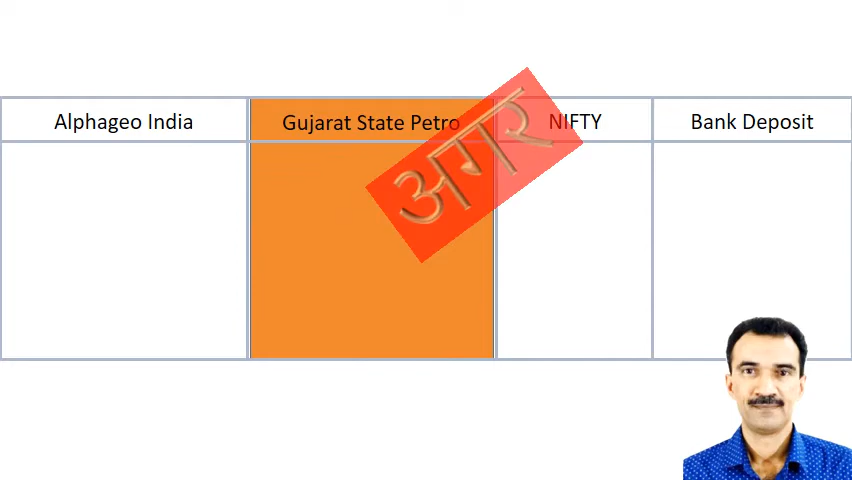 Alphageo India
Gujarat State Petro
NIFTY
Bank Deposit
अगर